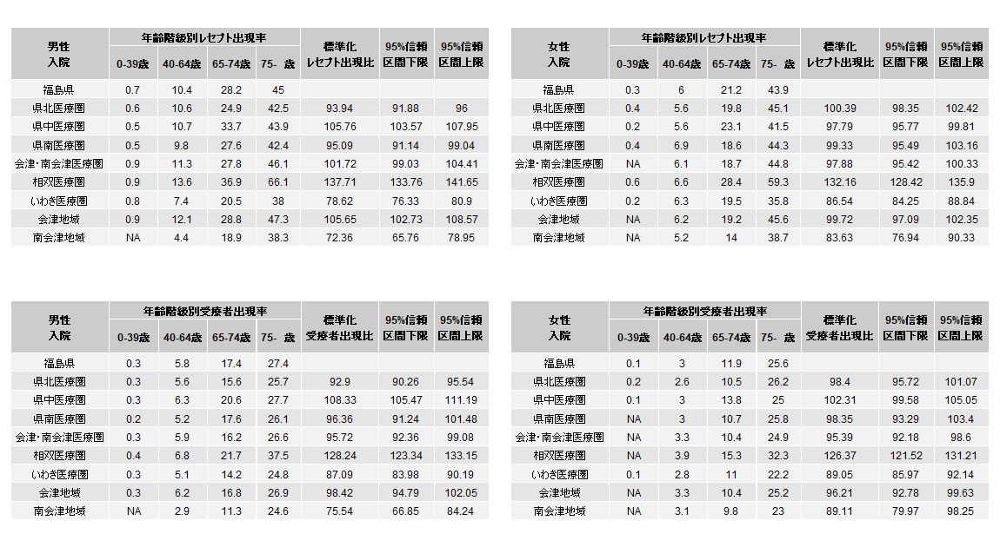 男性 入院 年齢階級別レセプト出現率 標準化 レセプト出現比 95%信頼 区間下限 95%信頼 区間上限
0-39歳 40-64歳 65-74歳 75- 歳
福島県 0.7 10.4 28.2 45
県北医療圏 0.6 10.6 24.9 42.5 93.94 91.88 96
県中医療圏 0.5 10.7 33.7 43.9 105.76 103.57 107.95
県南医療圏 0.5 9.8 27.6 42.4 95.09 91.14 99.04
会津・南会津医療圏 0.9 11.3 27.8 46.1 101.72 99.03 104.41
相双医療圏 0.9 13.6 36.9 66.1 137.71 133.76 141.65
いわき医療圏 0.8 7.4 20.5 38 78.62 76.33 80.9
会津地域 0.9 12.1 28.8 47.3 105.65 102.73 108.57
南会津地域 NA 4.4 18.9 38.3 72.36 65.76 78.95
女性 入院 年齢階級別レセプト出現率 標準化 レセプト出現比 95%信頼 区間下限 95%信頼 区間上限
0-39歳 40-64歳 65-74歳 75- 歳
福島県 0.3 6 21.2 43.9
県北医療圏 0.4 5.6 19.8 45.1 100.39 98.35 102.42
県中医療圏 0.2 5.6 23.1 41.5 97.79 95.77 99.81
県南医療圏 0.4 6.9 18.6 44.3 99.33 95.49 103.16
会津・南会津医療圏 NA 6.1 18.7 44.8 97.88 95.42 100.33
相双医療圏 0.6 6.6 28.4 59.3 132.16 128.42 135.9
いわき医療圏 0.2 6.3 19.5 35.8 86.54 84.25 88.84
会津地域 NA 6.2 19.2 45.6 99.72 97.09 102.35
南会津地域 NA 5.2 14 38.7 83.63 76.94 90.33
男性 入院 年齢階級別受療者出現率 標準化 受療者出現比 95%信頼 区間下限 95%信頼 区間上限
0-39歳 40-64歳 65-74歳 75- 歳
福島県 0.3 5.8 17.4 27.4
県北医療圏 0.3 5.6 15.6 25.7 92.9 90.26 95.54
県中医療圏 0.3 6.3 20.6 27.7 108.33 105.47 111.19
県南医療圏 0.2 5.2 17.6 26.1 96.36 91.24 101.48
会津・南会津医療圏 0.3 5.9 16.2 26.6 95.72 92.36 99.08
相双医療圏 0.4 6.8 21.7 37.5 128.24 123.34 133.15
いわき医療圏 0.3 5.1 14.2 24.8 87.09 83.98 90.19
会津地域 0.3 6.2 16.8 26.9 98.42 94.79 102.05
南会津地域 NA 2.9 11.3 24.6 75.54 66.85 84.24
女性 入院 年齢階級別受療者出現率 標準化 受療者出現比 95%信頼 区間下限 95%信頼 区間上限
0-39歳 40-64歳 65-74歳 75- 歳
福島県 0.1 3 11.9 25.6
県北医療圏 0.2 2.6 10.5 26.2 98.4 95.72 101.07
県中医療圏 0.1 3 13.8 25 102.31 99.58 105.05
県南医療圏 NA 3 10.7 25.8 98.35 93.29 103.4
会津・南会津医療圏 NA 3.3 10.4 24.9 95.39 92.18 98.6
相双医療圏 NA 3.9 15.3 32.3 126.37 121.52 131.21
いわき医療圏 0.1 2.8 11 22.2 89.05 85.97 92.14
会津地域 NA 3.3 10.4 25.2 96.21 92.78 99.63
南会津地域 NA 3.1 9.8 23 89.11 79.97 98.25